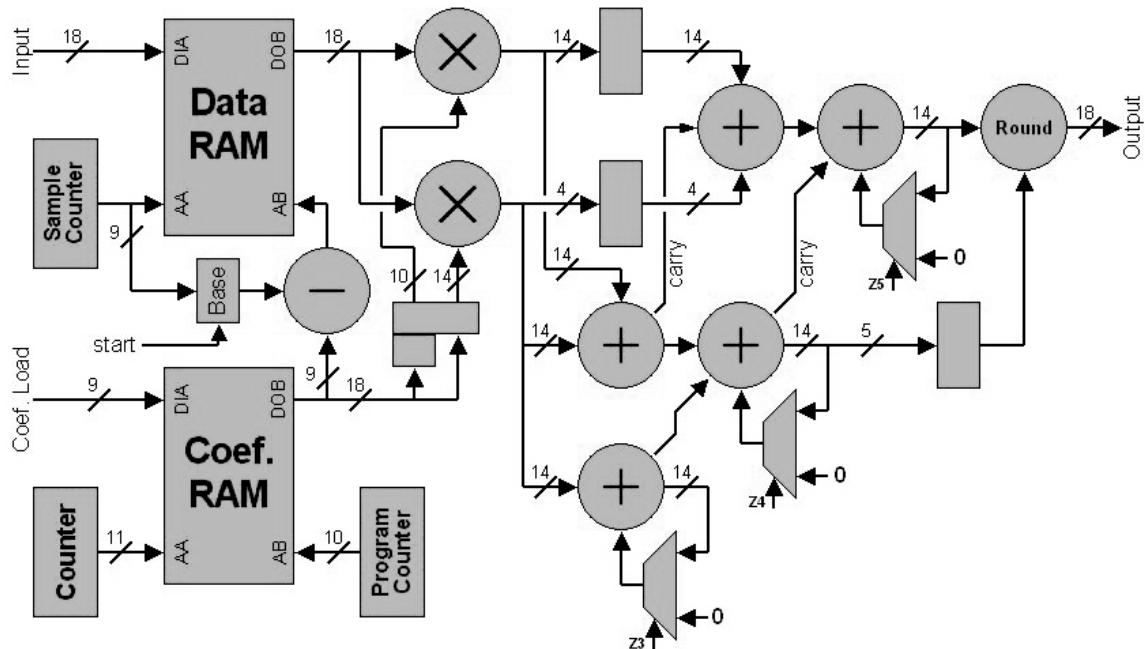 Input
18
DIA
DOB
Data
RAM
AA
AB
18
14
14
14
Round
18
Output
Sample
Counter
9
4
4
carry
carry
0
Z5
10
14
14
Base
start
14
14
5
9
18
Coef. Load
9
DIA
DOB
Coef.
RAM
AA
AB
14
14
0
Z4
Counter
11
10
Program
Counter
0
Z3